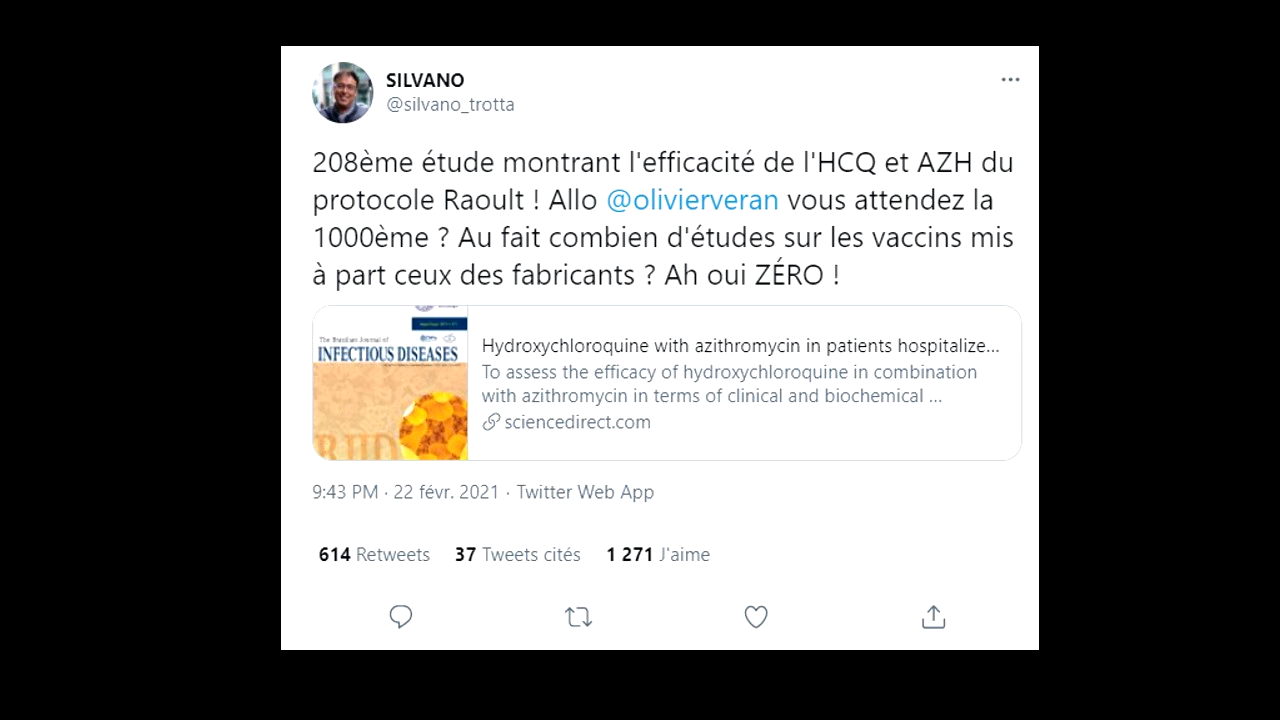 SILVANO
@silvano_trotta
208ème étude montrant l'efficacité de l'HCQ et AZH du
protocole Raoult ! Allo @olivierveran vous attendez la
1000ème ? Au fait combien d'études sur les vaccins mis
à part ceux des fabricants ? Ah oui ZÉRO !
The Brazilian Journal of
INFECTIOUS DISEASES
BJID
Hydroxychloroquine with azithromycin in patients hospitalize...
To assess the efficacy of hydroxychloroquine in combination
with azithromycin in terms of clinical and biochemical ...
sciencedirect.com
9:43 PM · 22 févr. 2021 · Twitter Web App
614 Retweets 37 Tweets cités 1 271 J'aime